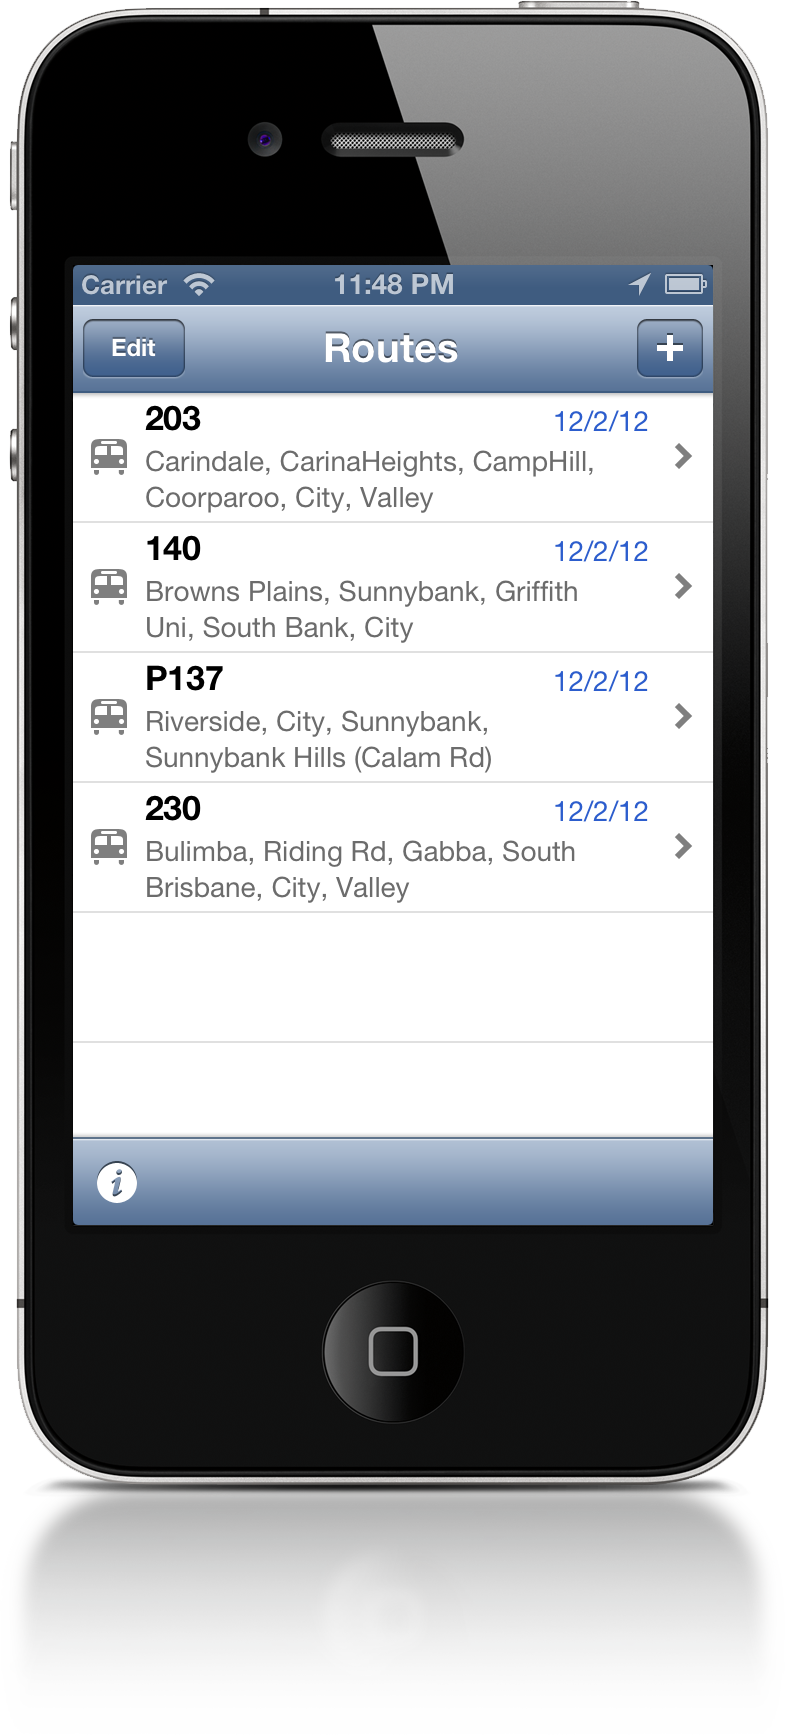 Carrier 11:48 PM
Edit Routes +
203 12/2/12
Carindale, CarinaHeights, CampHill,
Coorparoo, City, Valley
140 12/2/12
Browns Plains, Sunnybank, Griffith
Uni, South Bank, City
P137 12/2/12
Riverside, City, Sunnybank,
Sunnybank Hills (Calam Rd)
230 12/2/12
Bulimba, Riding Rd, Gabba, South
Brisbane, City, Valley
i